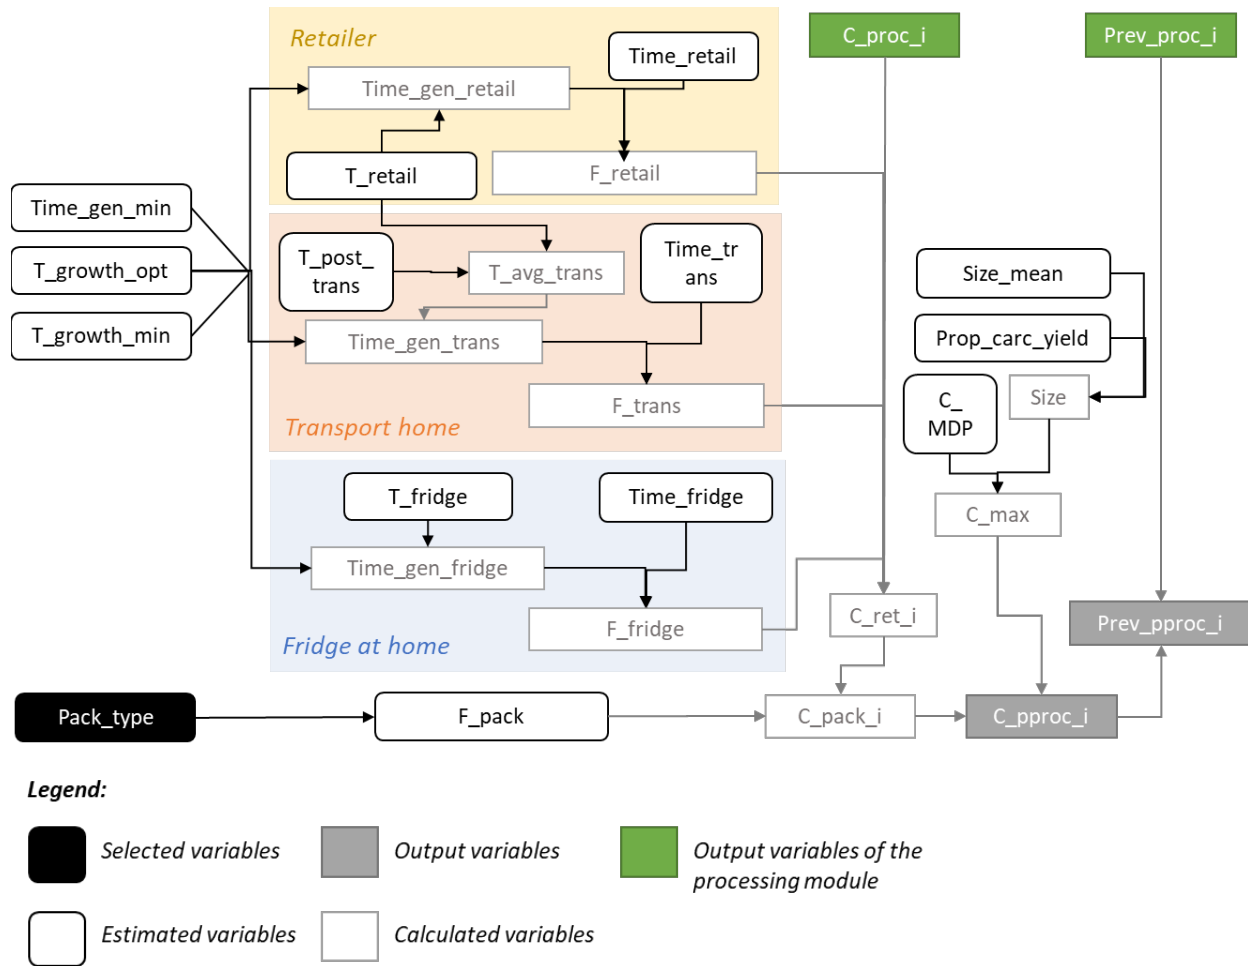 Retailer
Time_retail
C_proc_i
Prev_proc_i
Time_gen_retail
T_retail
F_retail
Time_gen_min
T_growth_opt
T_growth_min
T_post_
trans
T_avg_trans
Time_tr
ans
Time_gen_trans
F_trans
Transport home
Size_mean
Prop_carc_yield
C_
MDP
Size
C_max
T_fridge
Time_fridge
Time_gen_fridge
F_fridge
Fridge at home
C_ret_i
Prev_pproc_i
Pack_type
F_pack
C_pack_i
C_pproc_i
Legend:
Selected variables
Output variables
Output variables of the
processing module
Estimated variables
Calculated variables